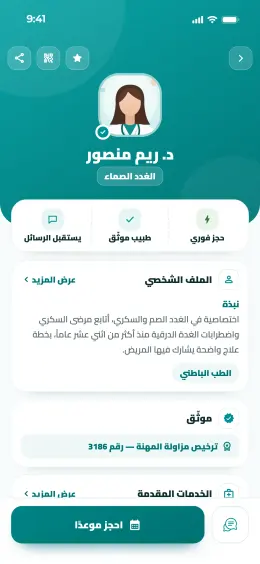 9:41
د. ريم منصور
الغدد الصماء
حجز فوري
طبيب موثّق
يستقبل الرسائل
الملف الشخصي
عرض المزيد
نبذة
اختصاصية في الغدد الصم والسكري، أتابع مرضى السكري
واضطرابات الغدة الدرقية منذ أكثر من اثني عشر عاماً، بخطة
علاج واضحة يشارك فيها المريض.
الطب الباطني
موثّق
ترخيص مزاولة المهنة — رقم 3186
الخدمات المقدمة
عرض المزيد
احجز موعدًا